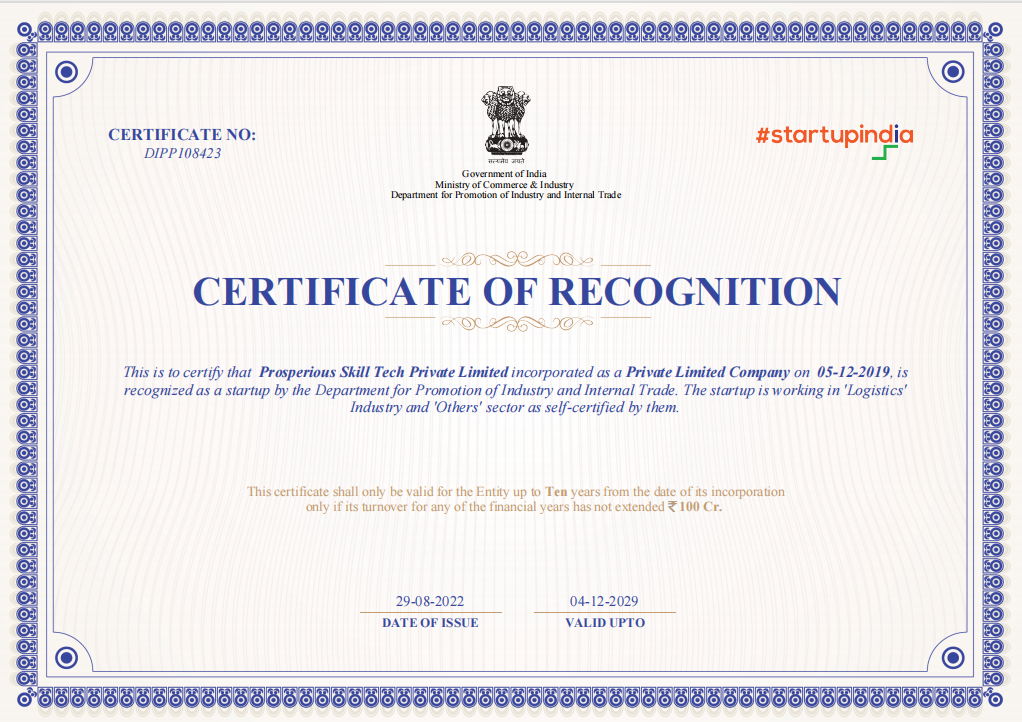 CERTIFICATE NO:
DIPP108423
सत्यमेव जयते
#startupindia
Government of India
Ministry of Commerce & Industry
Department for Promotion of Industry and Internal Trade
CERTIFICATE OF RECOGNITION
This is to certify that Prosperious Skill Tech Private Limited incorporated as a Private Limited Company on 05-12-2019, is
recognized as a startup by the Department for Promotion of Industry and Internal Trade. The startup is working in 'Logistics'
Industry and 'Others' sector as self-certified by them.
This certificate shall only be valid for the Entity up to Ten years from the date of its incorporation
only if its turnover for any of the financial years has not extended ₹ 100 Cr.
29-08-2022
DATE OF ISSUE
04-12-2029
VALID UPTO